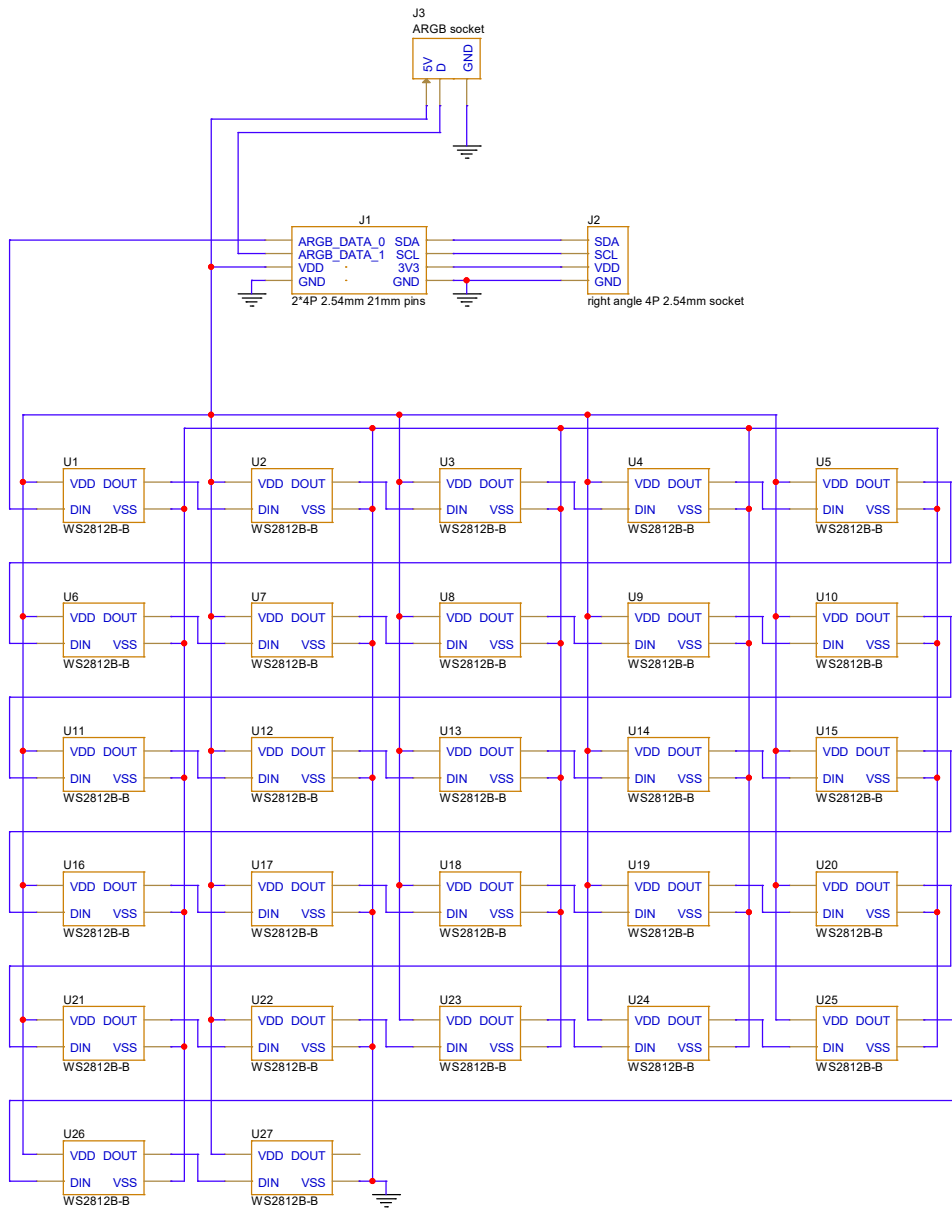 J3
ARGB socket
5V
D
GND
J1
ARGB_DATA_0 SDA
ARGB_DATA_1 SCL
VDD 3V3
GND GND
2*4P 2.54mm 21mm pins
J2
SDA
SCL
VDD
GND
right angle 4P 2.54mm socket
U1
VDD DOUT
DIN VSS
WS2812B-B
U2
VDD DOUT
DIN VSS
WS2812B-B
U3
VDD DOUT
DIN VSS
WS2812B-B
U4
VDD DOUT
DIN VSS
WS2812B-B
U5
VDD DOUT
DIN VSS
WS2812B-B
U6
VDD DOUT
DIN VSS
WS2812B-B
U7
VDD DOUT
DIN VSS
WS2812B-B
U8
VDD DOUT
DIN VSS
WS2812B-B
U9
VDD DOUT
DIN VSS
WS2812B-B
U10
VDD DOUT
DIN VSS
WS2812B-B
U11
VDD DOUT
DIN VSS
WS2812B-B
U12
VDD DOUT
DIN VSS
WS2812B-B
U13
VDD DOUT
DIN VSS
WS2812B-B
U14
VDD DOUT
DIN VSS
WS2812B-B
U15
VDD DOUT
DIN VSS
WS2812B-B
U16
VDD DOUT
DIN VSS
WS2812B-B
U17
VDD DOUT
DIN VSS
WS2812B-B
U18
VDD DOUT
DIN VSS
WS2812B-B
U19
VDD DOUT
DIN VSS
WS2812B-B
U20
VDD DOUT
DIN VSS
WS2812B-B
U21
VDD DOUT
DIN VSS
WS2812B-B
U22
VDD DOUT
DIN VSS
WS2812B-B
U23
VDD DOUT
DIN VSS
WS2812B-B
U24
VDD DOUT
DIN VSS
WS2812B-B
U25
VDD DOUT
DIN VSS
WS2812B-B
U26
VDD DOUT
DIN VSS
WS2812B-B
U27
VDD DOUT
DIN VSS
WS2812B-B